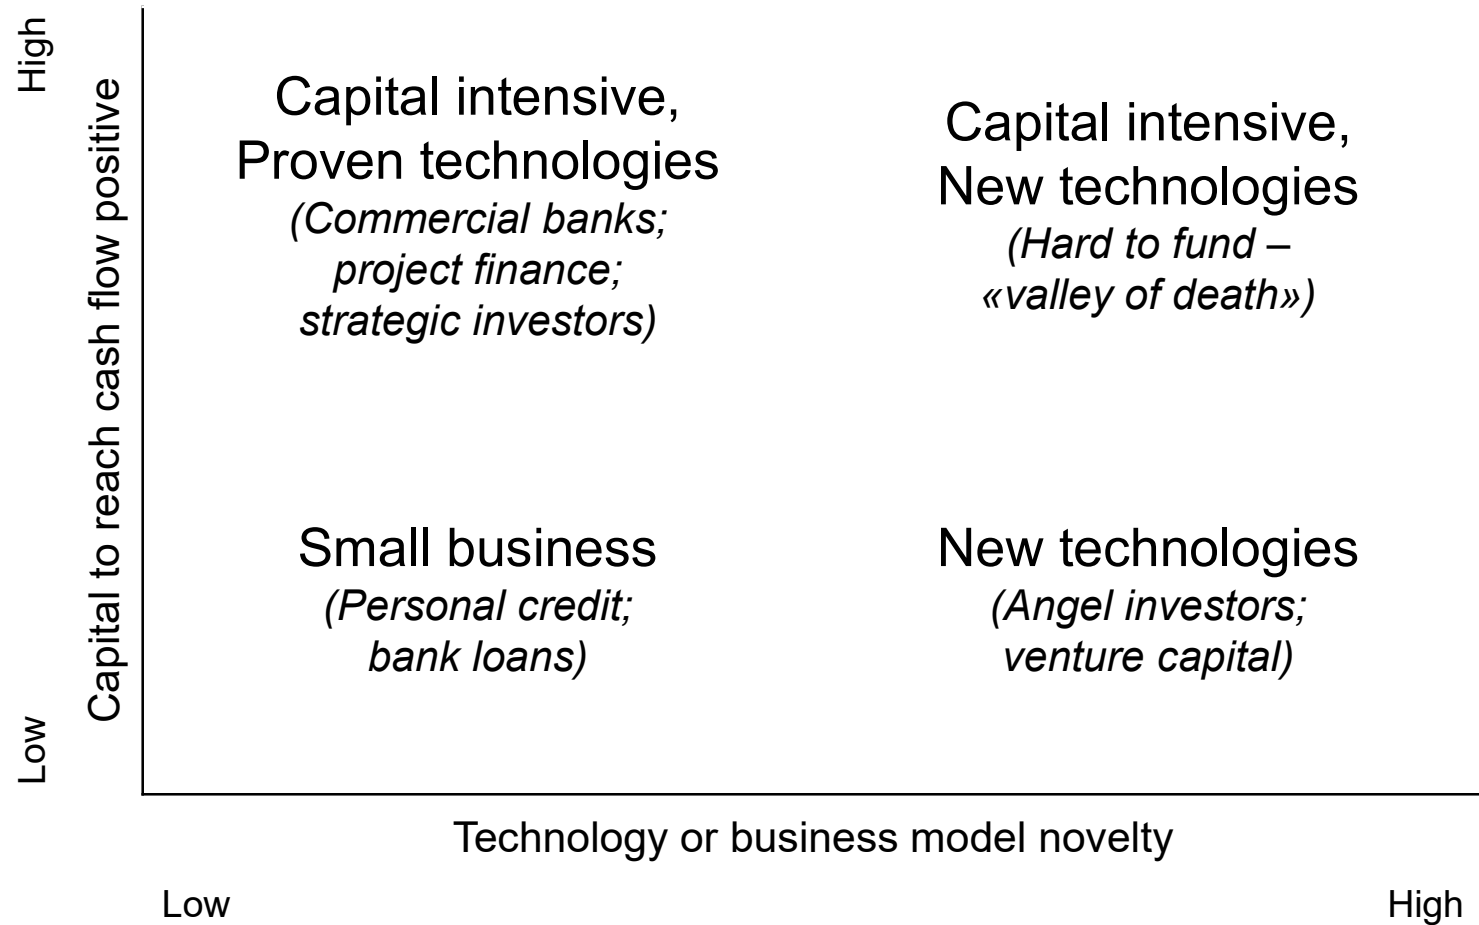 High
Capital to reach cash flow positive
Low
Capital intensive,
Proven technologies
(Commercial banks;
project finance;
strategic investors)
Capital intensive,
New technologies
(Hard to fund –
«valley of death»)
Small business
(Personal credit;
bank loans)
New technologies
(Angel investors;
venture capital)
Technology or business model novelty
Low
High